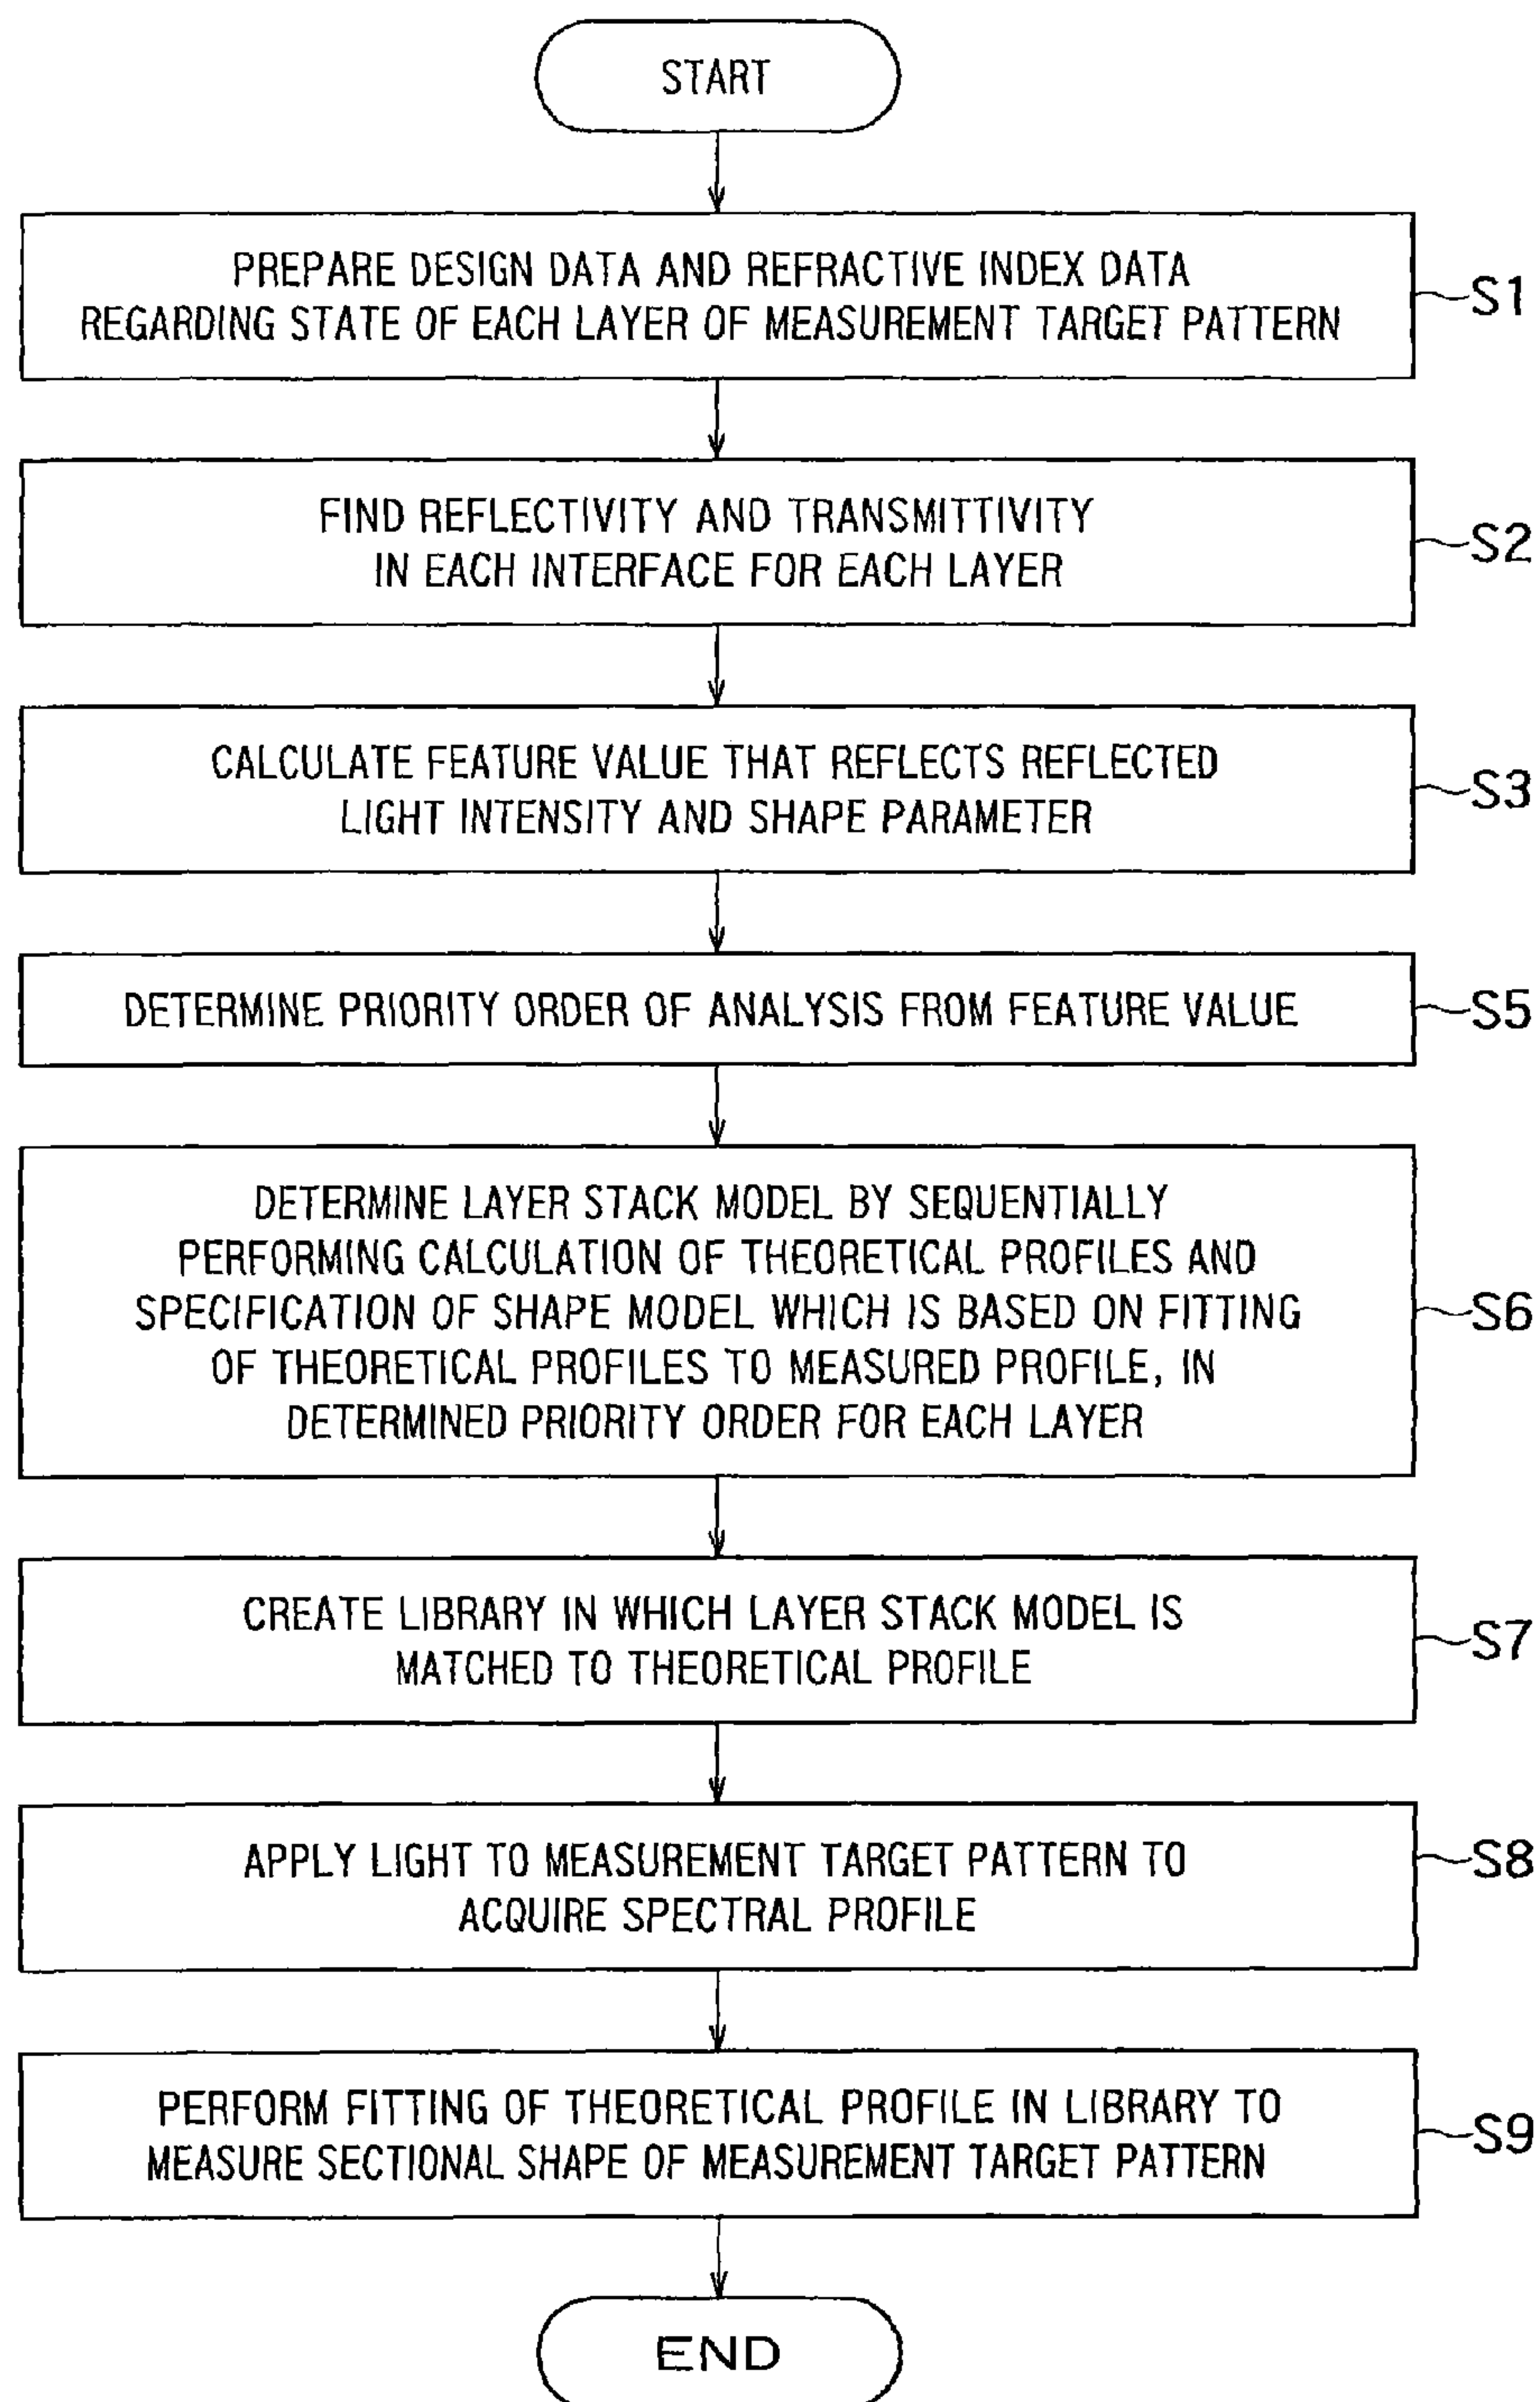 START
PREPARE DESIGN DATA AND REFRACTIVE INDEX DATA
REGARDING STATE OF EACH LAYER OF MEASUREMENT TARGET PATTERN
S1
FIND REFLECTIVITY AND TRANSMITTIVITY
IN EACH INTERFACE FOR EACH LAYER
S2
CALCULATE FEATURE VALUE THAT REFLECTS REFLECTED
LIGHT INTENSITY AND SHAPE PARAMETER
S3
DETERMINE PRIORITY ORDER OF ANALYSIS FROM FEATURE VALUE
S5
DETERMINE LAYER STACK MODEL BY SEQUENTIALLY
PERFORMING CALCULATION OF THEORETICAL PROFILES AND
SPECIFICATION OF SHAPE MODEL WHICH IS BASED ON FITTING
OF THEORETICAL PROFILES TO MEASURED PROFILE, IN
DETERMINED PRIORITY ORDER FOR EACH LAYER
S6
CREATE LIBRARY IN WHICH LAYER STACK MODEL IS
MATCHED TO THEORETICAL PROFILE
S7
APPLY LIGHT TO MEASUREMENT TARGET PATTERN TO
ACQUIRE SPECTRAL PROFILE
S8
PERFORM FITTING OF THEORETICAL PROFILE IN LIBRARY TO
MEASURE SECTIONAL SHAPE OF MEASUREMENT TARGET PATTERN
S9
END